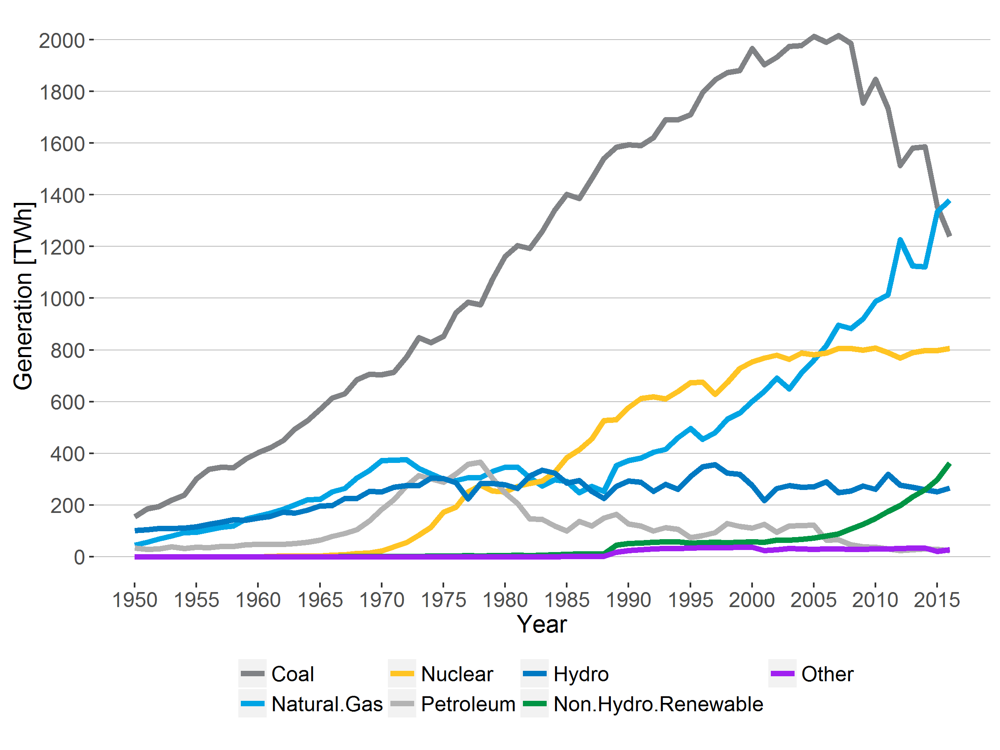 Generation [TWh]
2000
1800
1600
1400
1200
1000
800
600
400
200
0
1950 1955 1960 1965 1970 1975 1980 1985 1990 1995 2000 2005 2010 2015
Year
Coal Nuclear Hydro Other
Natural.Gas Petroleum Non.Hydro.Renewable